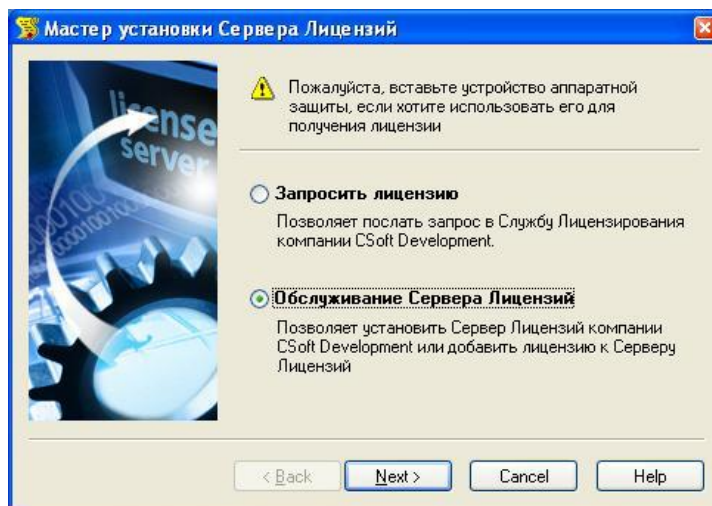 Мастер установки Сервера Лицензий
license
server
Пожалуйста, вставьте устройство аппаратной
защиты, если хотите использовать его для
получения лицензии
Запросить лицензию
Позволяет послать запрос в Службу Лицензирования
компании CSoft Development.
Обслуживание Сервера Лицензий
Позволяет установить Сервер Лицензий компании
CSoft Development или добавить лицензию к Серверу
Лицензий
< Back
Next >
Cancel
Help